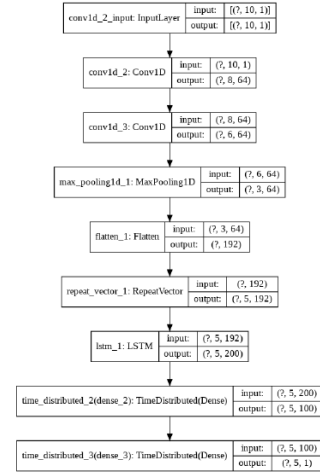 conv1d_2_input: InputLayer input: [(?, 10, 1)]
output: [(?, 10, 1)]
conv1d_2: Conv1D input: (?, 10, 1)
output: (?, 8, 64)
conv1d_3: Conv1D input: (?, 8, 64)
output: (?, 6, 64)
max_pooling1d_1: MaxPooling1D input: (?, 6, 64)
output: (?, 3, 64)
flatten_1: Flatten input: (?, 3, 64)
output: (?, 192)
repeat_vector_1: RepeatVector input: (?, 192)
output: (?, 5, 192)
lstm_1: LSTM input: (?, 5, 192)
output: (?, 5, 200)
time_distributed_2(dense_2): TimeDistributed(Dense) input: (?, 5, 200)
output: (?, 5, 100)
time_distributed_3(dense_3): TimeDistributed(Dense) input: (?, 5, 100)
output: (?, 5, 1)